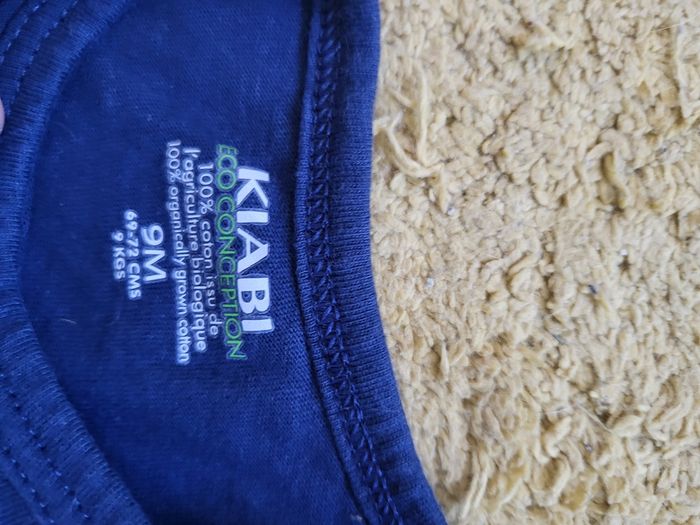 KIABI
ECO CONCEPTION
100% coton issu de
l'agriculture biologique
100% organically grown cotton
9M
69-72 CMS
9 KGS